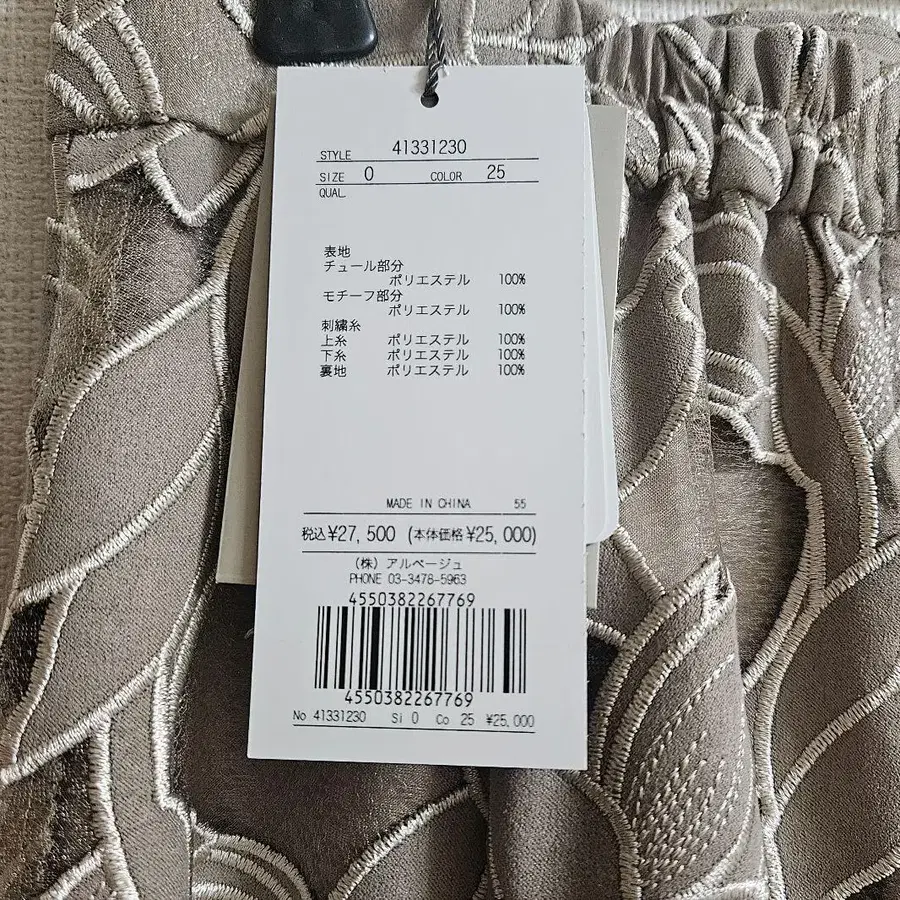 STYLE 41331230
SIZE 0 COLOR 25
QUAL
表地
チュール部分
ポリエステル 100%
モチーフ部分
ポリエステル 100%
刺繍糸
上糸 ポリエステル 100%
下糸 ポリエステル 100%
裏地 ポリエステル 100%
MADE IN CHINA 55
税込¥27,500 (本体価格¥25,000)
(株) アルページュ
PHONE 03-3478-5963
4550382267769
4550382267769
No 41331230 Si 0 Co 25 ¥25,000